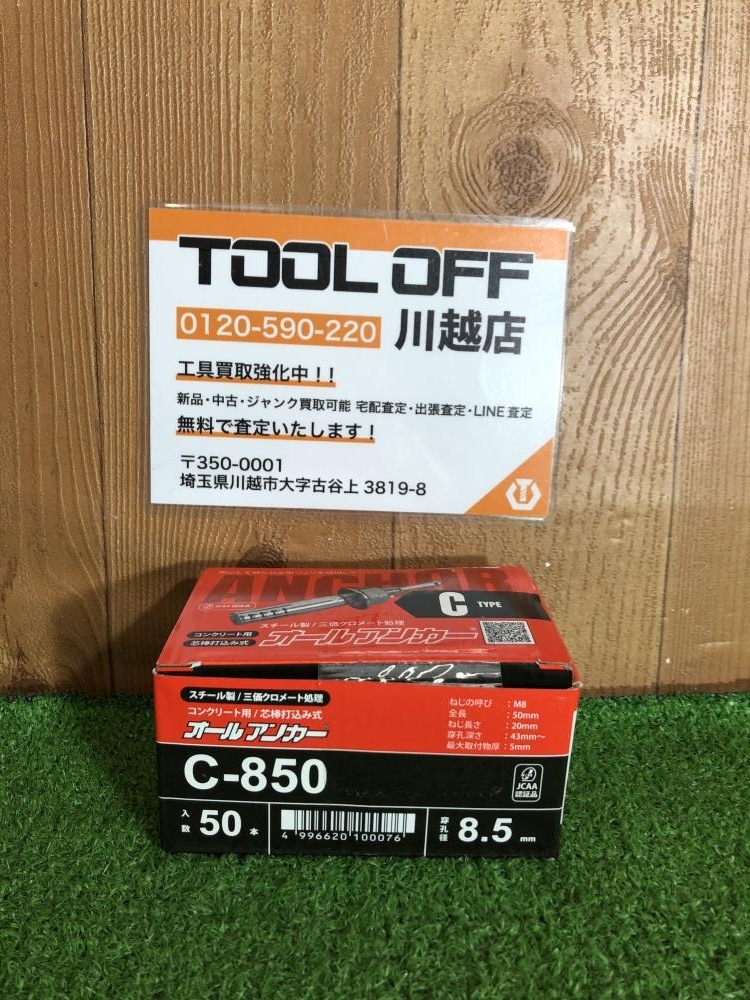 TOOL OFF
0120-590-220 川越店
工具買取強化中!!
新品・中古・ジャンク買取可能 宅配査定・出張査定・LINE査定
無料で査定いたします!
〒350-0001
埼玉県川越市大字古谷上 3819-8
ANCHOR
C TYPE
スチール製/三価クロメート処理
コンクリート用/
芯棒打込み式
オールアンカー
スチール製/三価クロメート処理
コンクリート用/芯棒打込み式
オールアンカー
C-850
ねじの呼び :M8
全長 :50mm
ねじ長さ :20mm
穿孔深さ :43mm〜
最大取付物厚 :5mm
JCAA
認証品
入数 50 本
4 996620 100076
穿孔径 8.5 mm